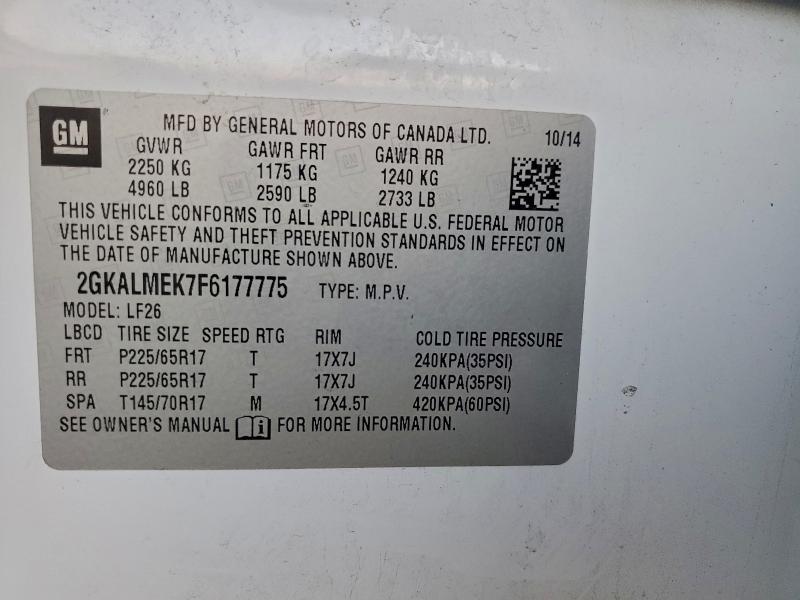 GM
MFD BY GENERAL MOTORS OF CANADA LTD. 10/14
GVWR GAWR FRT GAWR RR
2250 KG 1175 KG 1240 KG
4960 LB 2590 LB 2733 LB
THIS VEHICLE CONFORMS TO ALL APPLICABLE U.S. FEDERAL MOTOR
VEHICLE SAFETY AND THEFT PREVENTION STANDARDS IN EFFECT ON
THE DATE OF MANUFACTURE SHOWN ABOVE.
2GKALMEK7F6177775 TYPE: M.P.V.
MODEL: LF26
LBCD TIRE SIZE SPEED RTG RIM COLD TIRE PRESSURE
FRT P225/65R17 T 17X7J 240KPA(35PSI)
RR P225/65R17 T 17X7J 240KPA(35PSI)
SPA T145/70R17 M 17X4.5T 420KPA(60PSI)
SEE OWNER'S MANUAL FOR MORE INFORMATION.